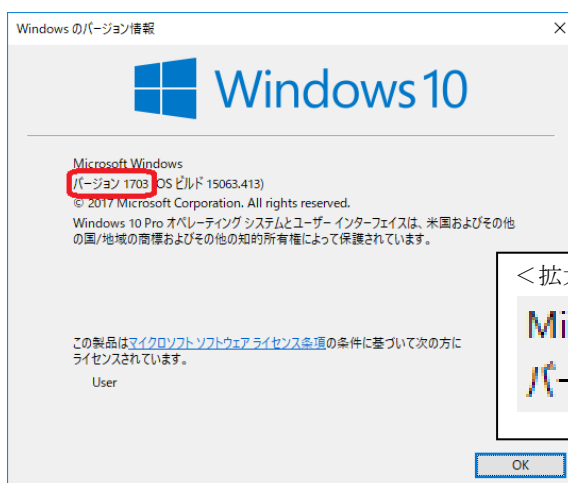 Windows のバージョン情報
Windows 10
Microsoft Windows
バージョン 1703 (OS ビルド 15063.413)
© 2017 Microsoft Corporation. All rights reserved.
Windows 10 Pro オペレーティング システムとユーザー インターフェイスは、米国およびその他
の国/地域の商標およびその他の知的所有権によって保護されています。
<拡
Mi
バー
この製品はマイクロソフト ソフトウェア ライセンス条項の条件に基づいて次の方に
ライセンスされています。
User
OK